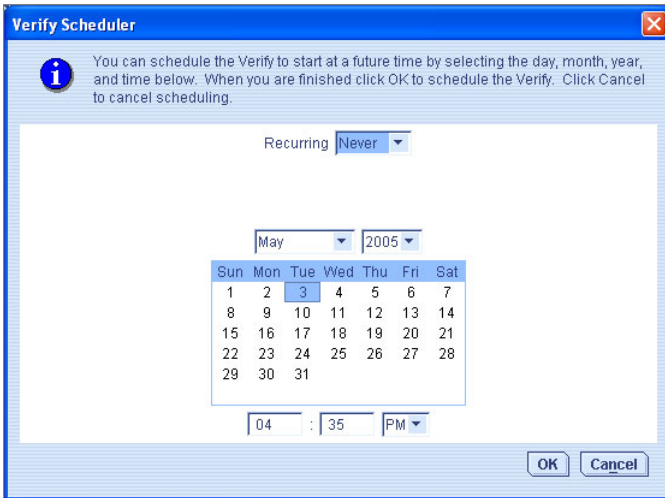 Verify Scheduler
You can schedule the Verify to start at a future time by selecting the day, month, year,
and time below. When you are finished click OK to schedule the Verify. Click Cancel
to cancel scheduling.
Recurring Never
May 2005
Sun Mon Tue Wed Thu Fri Sat
1 2 3 4 5 6 7
8 9 10 11 12 13 14
15 16 17 18 19 20 21
22 23 24 25 26 27 28
29 30 31
04 : 35 PM
OK Cancel